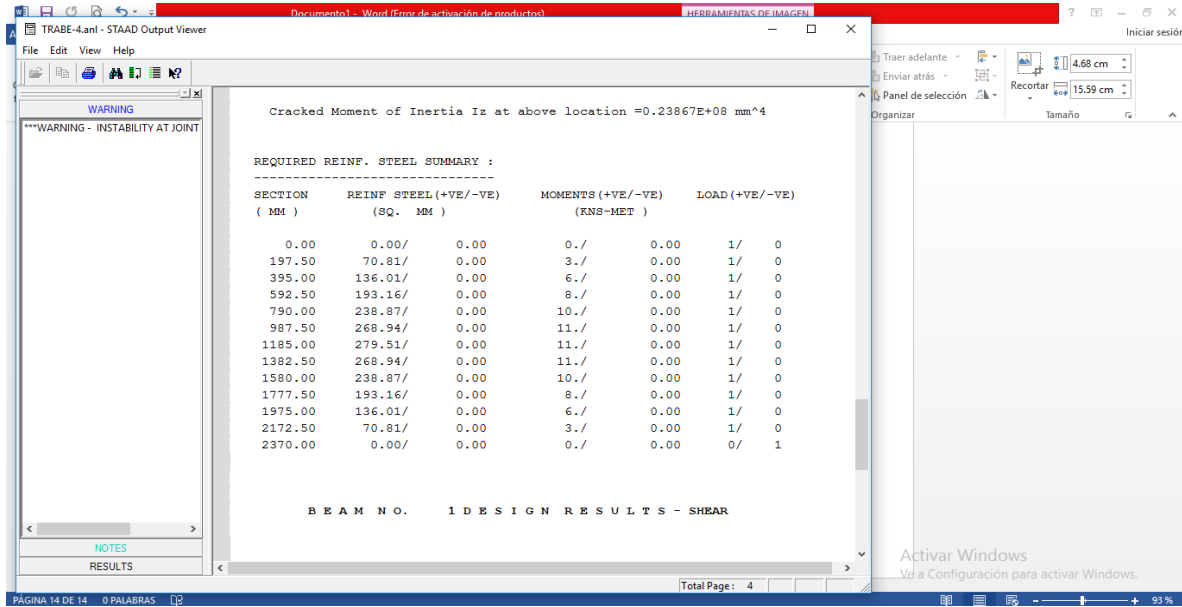 Documento1 - Word (Error de activación de productos)
HERRAMIENTAS DE IMAGEN
TRABE-4.anl - STAAD Output Viewer
Iniciar sesión
File Edit View Help
Traer adelante
Enviar atrás
Panel de selección
Organizar
Recortar
4.68 cm
15.59 cm
Tamaño
WARNING
***WARNING - INSTABILITY AT JOINT
Cracked Moment of Inertia Iz at above location =0.23867E+08 mm^4
REQUIRED REINF. STEEL SUMMARY :
-------------------------------
SECTION REINF STEEL(+VE/-VE) MOMENTS(+VE/-VE) LOAD(+VE/-VE)
( MM ) (SQ. MM ) (KNS-MET )
0.00 0.00/ 0.00 0./ 0.00 1/ 0
197.50 70.81/ 0.00 3./ 0.00 1/ 0
395.00 136.01/ 0.00 6./ 0.00 1/ 0
592.50 193.16/ 0.00 8./ 0.00 1/ 0
790.00 238.87/ 0.00 10./ 0.00 1/ 0
987.50 268.94/ 0.00 11./ 0.00 1/ 0
1185.00 279.51/ 0.00 11./ 0.00 1/ 0
1382.50 268.94/ 0.00 11./ 0.00 1/ 0
1580.00 238.87/ 0.00 10./ 0.00 1/ 0
1777.50 193.16/ 0.00 8./ 0.00 1/ 0
1975.00 136.01/ 0.00 6./ 0.00 1/ 0
2172.50 70.81/ 0.00 3./ 0.00 1/ 0
2370.00 0.00/ 0.00 0./ 0.00 0/ 1
B E A M N O. 1 D E S I G N R E S U L T S - SHEAR
NOTES
RESULTS
Total Page: 4
Activar Windows
Ve a Configuración para activar Windows.
PÁGINA 14 DE 14 0 PALABRAS
93 %